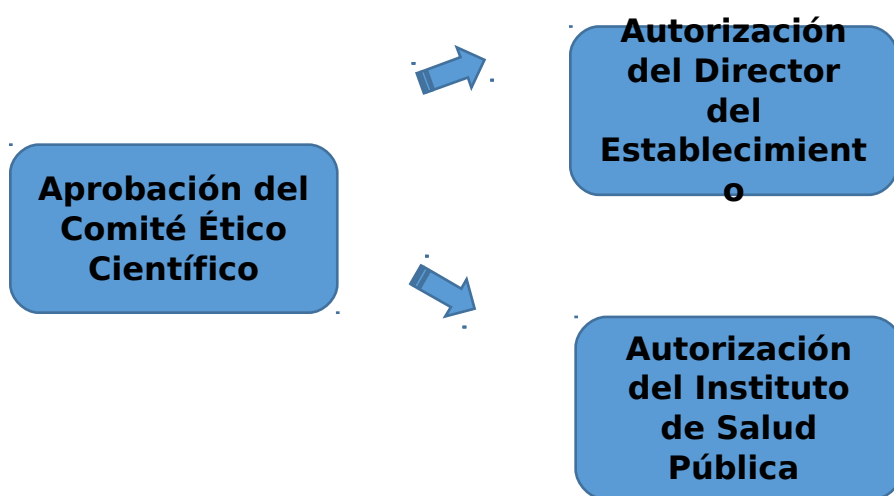 Aprobación del
Comité Ético
Científico
Autorización
del Director
del
Establecimient
o
Autorización
del Instituto
de Salud
Pública